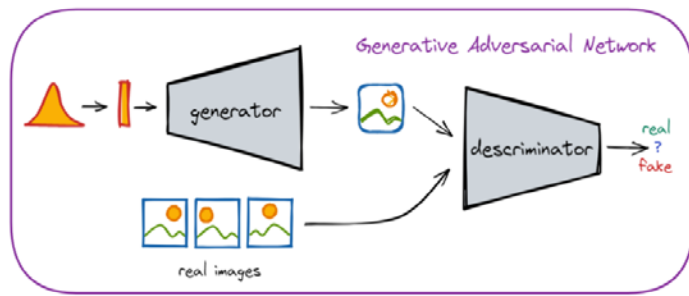 Generative Adversarial Network
generator
descriminator
real
?
fake
real images